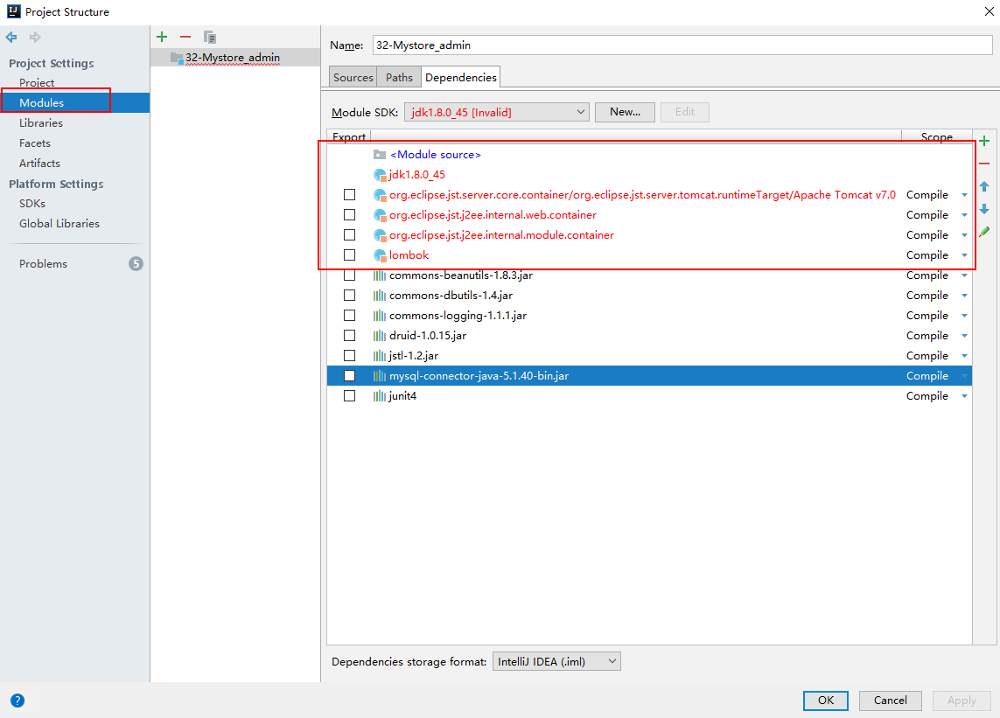 Project Structure
Project Settings
Project
Modules
Libraries
Facets
Artifacts
Platform Settings
SDKs
Global Libraries
Problems
5
32-Mystore_admin
Name: 32-Mystore_admin
Sources Paths Dependencies
Module SDK: jdk1.8.0_45 [Invalid] New... Edit
Export Scope
<Module source>
jdk1.8.0_45
org.eclipse.jst.server.core.container/org.eclipse.jst.server.tomcat.runtimeTarget/Apache Tomcat v7.0 Compile
org.eclipse.jst.j2ee.internal.web.container Compile
org.eclipse.jst.j2ee.internal.module.container Compile
lombok Compile
commons-beanutils-1.8.3.jar Compile
commons-dbutils-1.4.jar Compile
commons-logging-1.1.1.jar Compile
druid-1.0.15.jar Compile
jstl-1.2.jar Compile
mysql-connector-java-5.1.40-bin.jar Compile
junit4 Compile
Dependencies storage format: IntelliJ IDEA (.iml)
? OK Cancel Apply